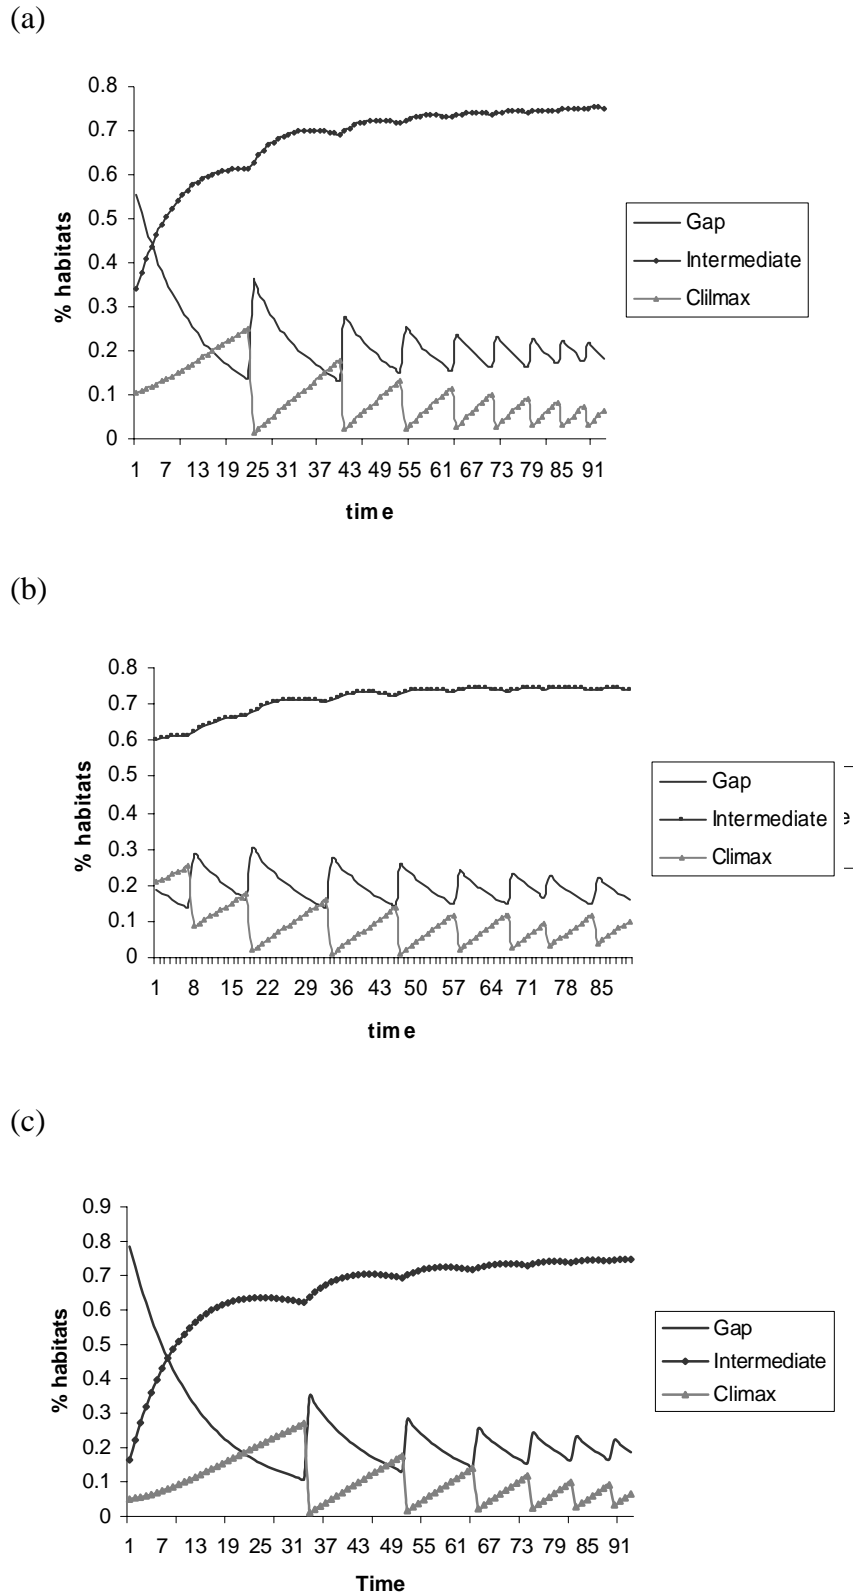 (a)
0.8
0.7
0.6
0.5
0.4
0.3
0.2
0.1
0
% habitats
1 7 13 19 25 31 37 43 49 55 61 67 73 79 85 91
time
Gap
Intermediate
Clilmax
(b)
0.8
0.7
0.6
0.5
0.4
0.3
0.2
0.1
0
% habitats
1 8 15 22 29 36 43 50 57 64 71 78 85
time
Gap
Intermediate
Climax
e
(c)
0.9
0.8
0.7
0.6
0.5
0.4
0.3
0.2
0.1
0
% habitats
1 7 13 19 25 31 37 43 49 55 61 67 73 79 85 91
Time
Gap
Intermediate
Climax